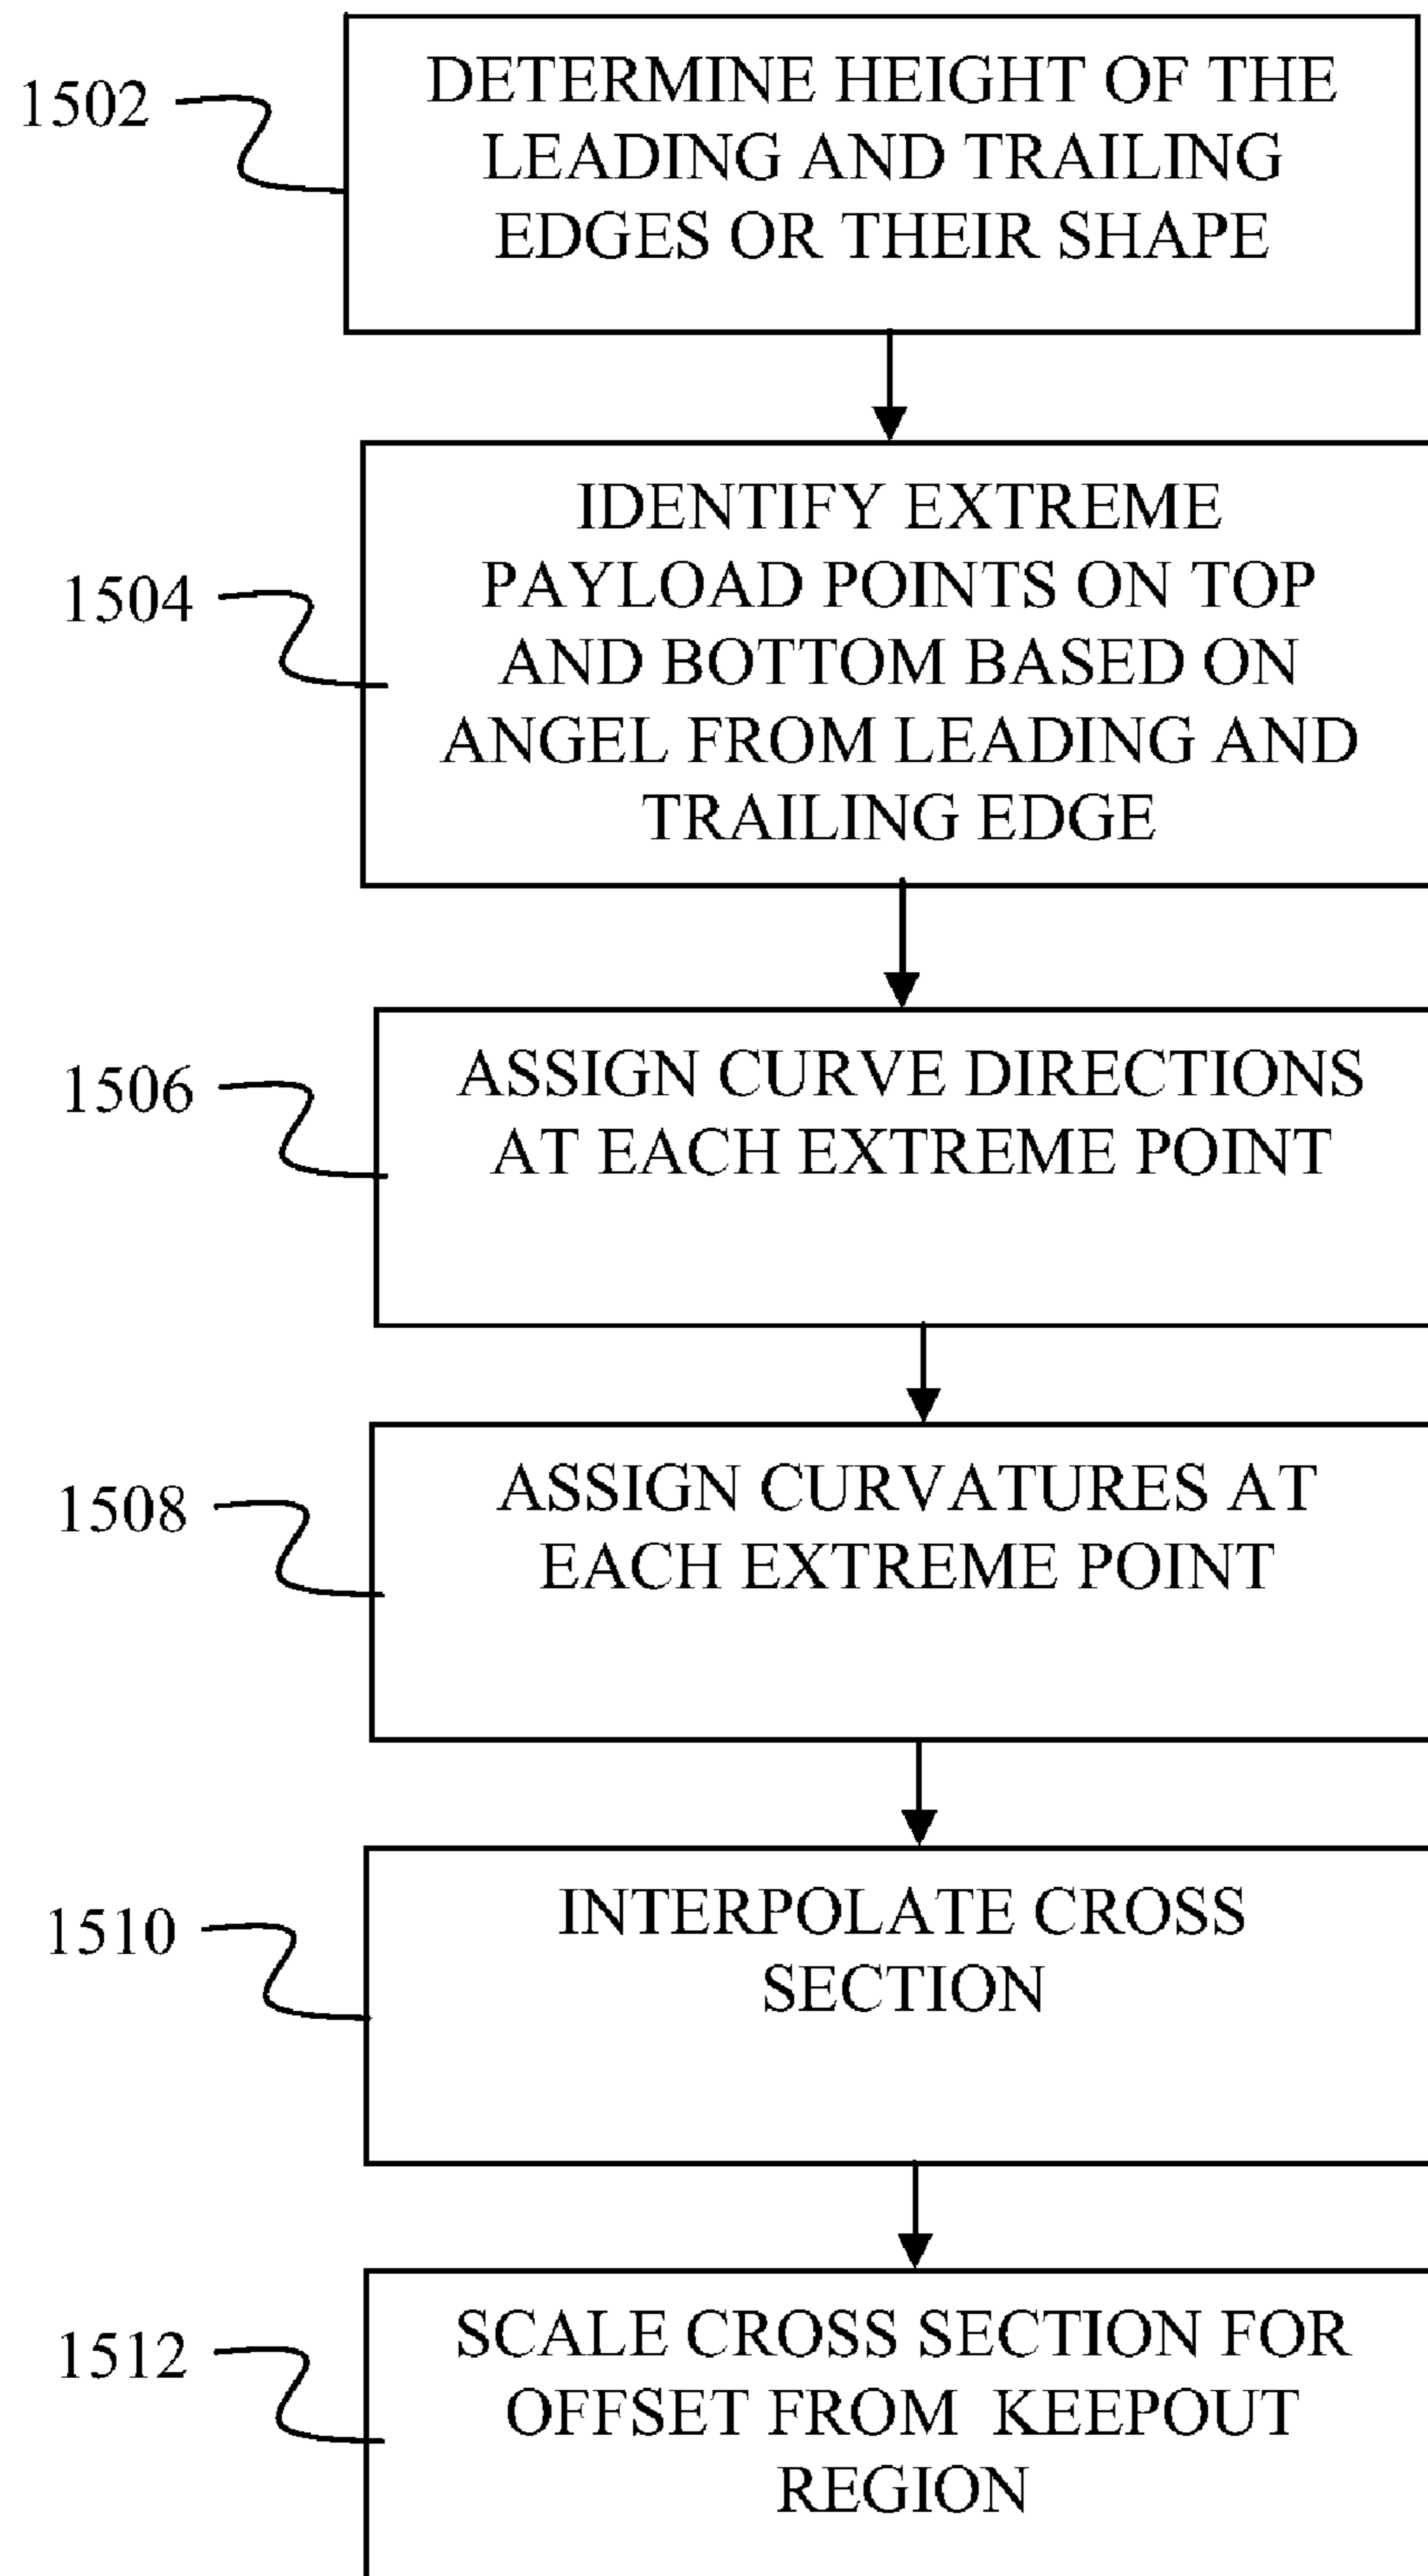 1502
DETERMINE HEIGHT OF THE
LEADING AND TRAILING
EDGES OR THEIR SHAPE
1504
IDENTIFY EXTREME
PAYLOAD POINTS ON TOP
AND BOTTOM BASED ON
ANGEL FROM LEADING AND
TRAILING EDGE
1506
ASSIGN CURVE DIRECTIONS
AT EACH EXTREME POINT
1508
ASSIGN CURVATURES AT
EACH EXTREME POINT
1510
INTERPOLATE CROSS
SECTION
1512
SCALE CROSS SECTION FOR
OFFSET FROM KEEPOUT
REGION